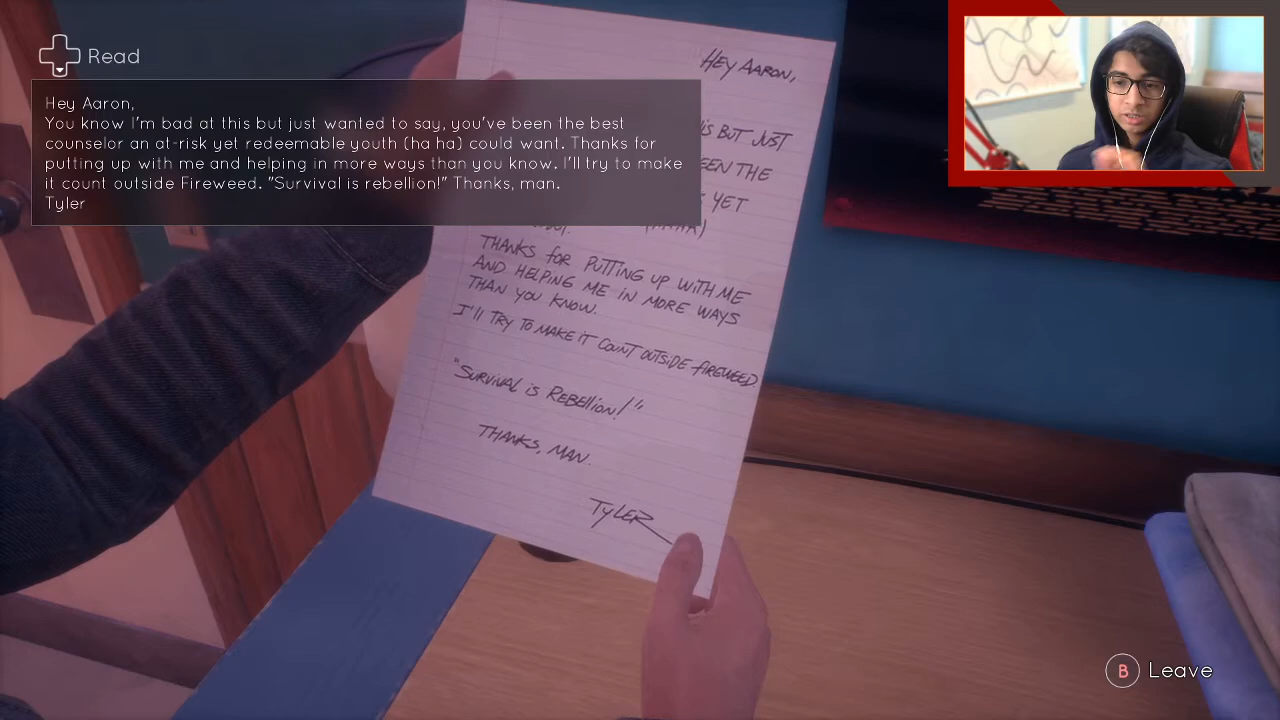 Read
Hey Aaron,
You know I'm bad at this but just wanted to say, you've been the best
counselor an at-risk yet redeemable youth (ha ha) could want. Thanks for
putting up with me and helping in more ways than you know. I'll try to make
it count outside Fireweed. "Survival is rebellion!" Thanks, man.
Tyler
HEY AARON,
BUT JUST
THE
YET
THANKS FOR PUTTING UP WITH ME
AND HELPING ME IN MORE WAYS
THAN YOU KNOW.
I'll TRY TO MAKE IT COUNT OUTSIDE FIREWEED
"SURVIVAL IS REBELLION!"
THANKS, MAN.
TYLER
B Leave